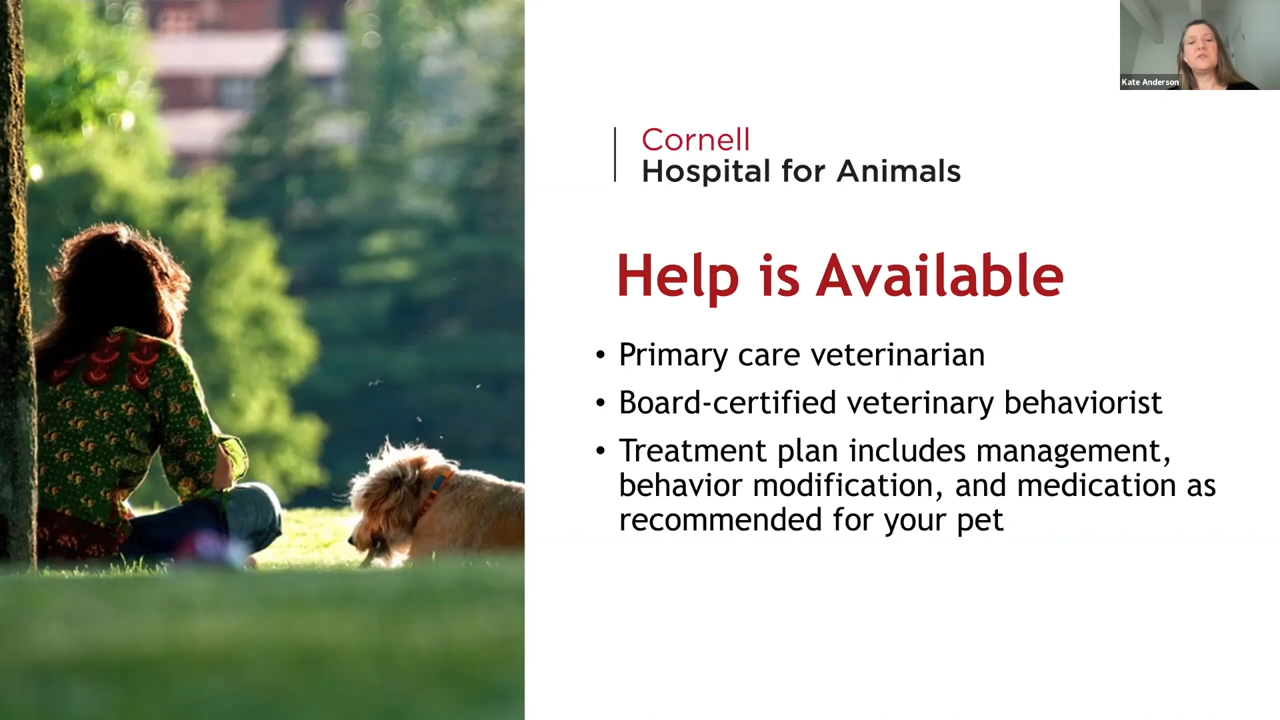 Kate Anderson
Cornell
Hospital for Animals
Help is Available
• Primary care veterinarian
• Board-certified veterinary behaviorist
• Treatment plan includes management,
behavior modification, and medication as
recommended for your pet